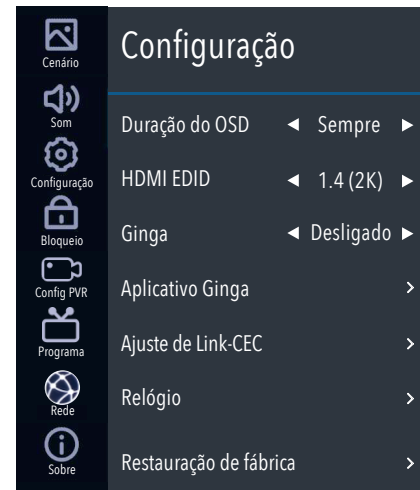 Cenário
Som
Configuração
Bloqueio
Config PVR
Programa
Rede
Sobre
Configuração
Duração do OSD Sempre
HDMI EDID 1.4 (2K)
Ginga Desligado
Aplicativo Ginga
Ajuste de Link-CEC
Relógio
Restauração de fábrica